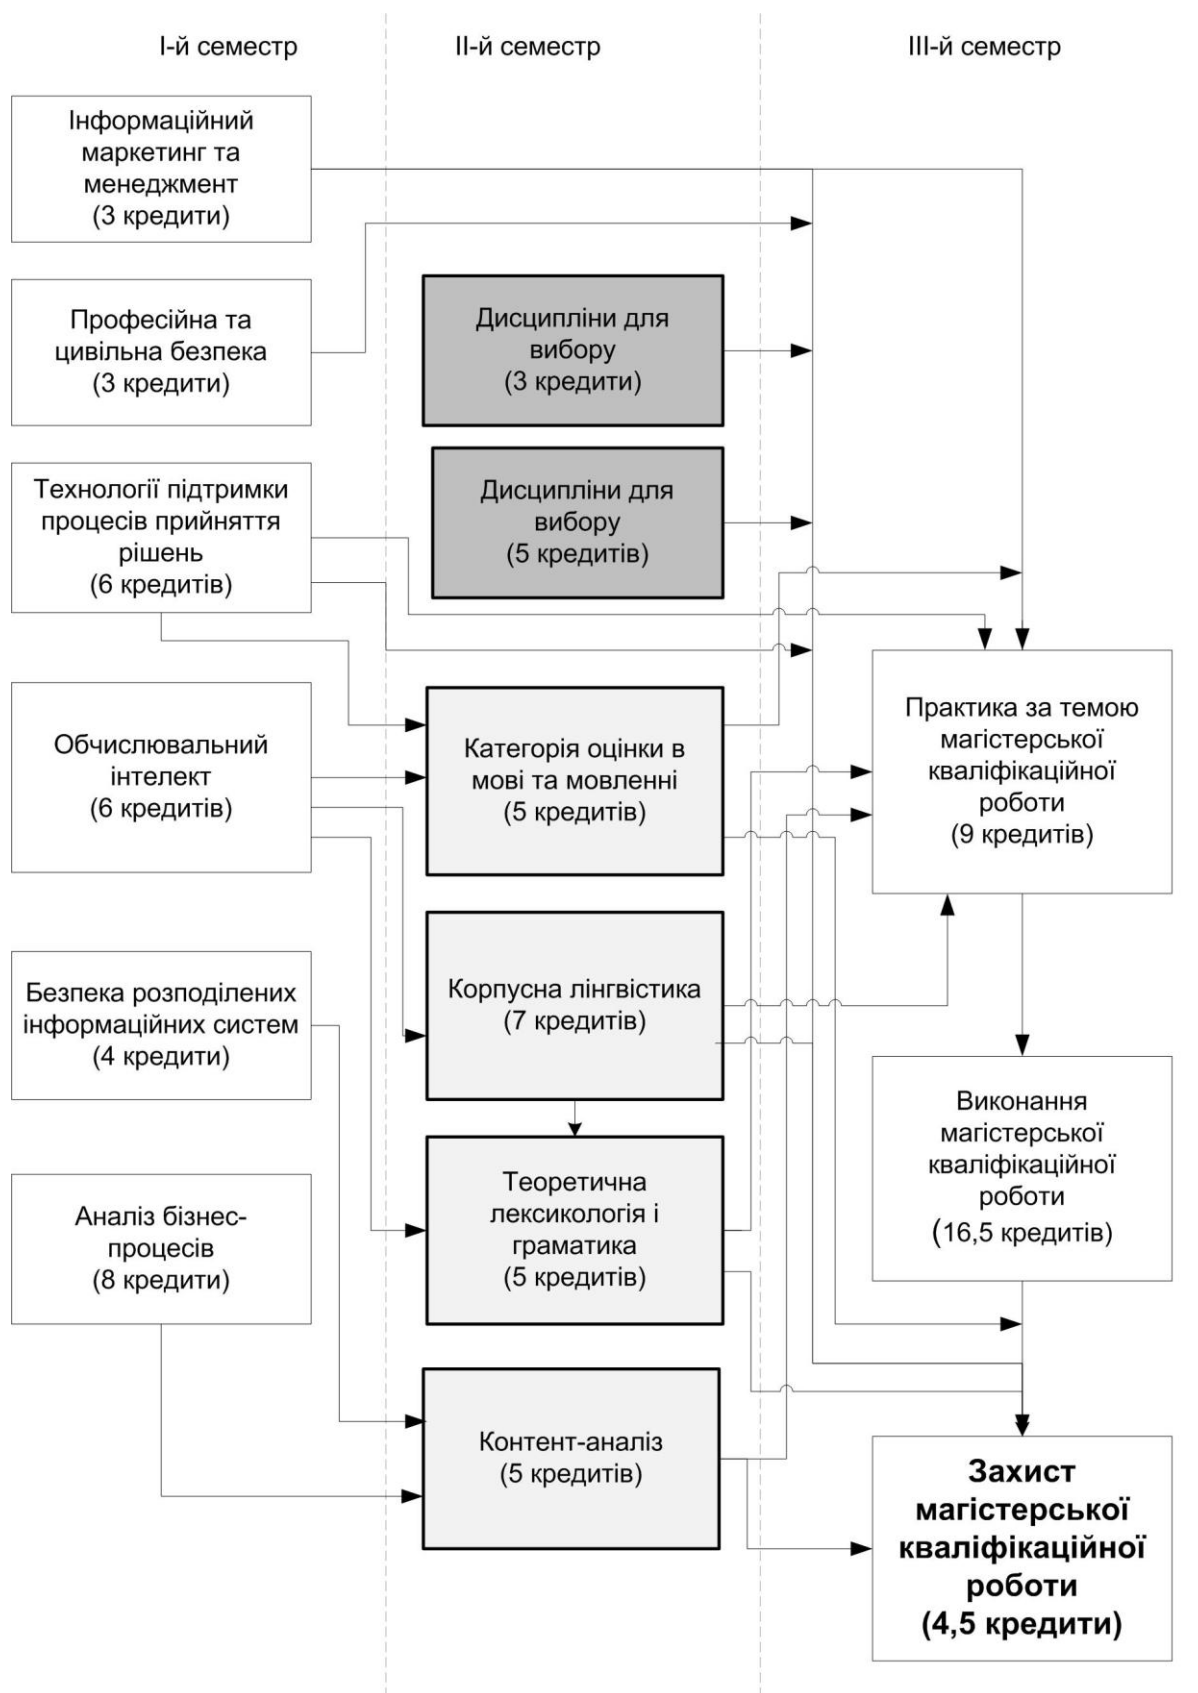 І-й семестр
ІІ-й семестр
ІІІ-й семестр
Інформаційний
маркетинг та
менеджмент
(3 кредити)
Професійна та
цивільна безпека
(3 кредити)
Технології підтримки
процесів прийняття
рішень
(6 кредитів)
Обчислювальний
інтелект
(6 кредитів)
Безпека розподілених
інформаційних систем
(4 кредити)
Аналіз бізнес-
процесів
(8 кредити)
Дисципліни для
вибору
(3 кредити)
Дисципліни для
вибору
(5 кредитів)
Категорія оцінки в
мові та мовленні
(5 кредитів)
Корпусна лінгвістика
(7 кредитів)
Теоретична
лексикологія і
граматика
(5 кредитів)
Контент-аналіз
(5 кредитів)
Практика за темою
магістерської
кваліфікаційної
роботи
(9 кредитів)
Виконання
магістерської
кваліфікаційної
роботи
(16,5 кредитів)
Захист
магістерської
кваліфікаційної
роботи
(4,5 кредити)